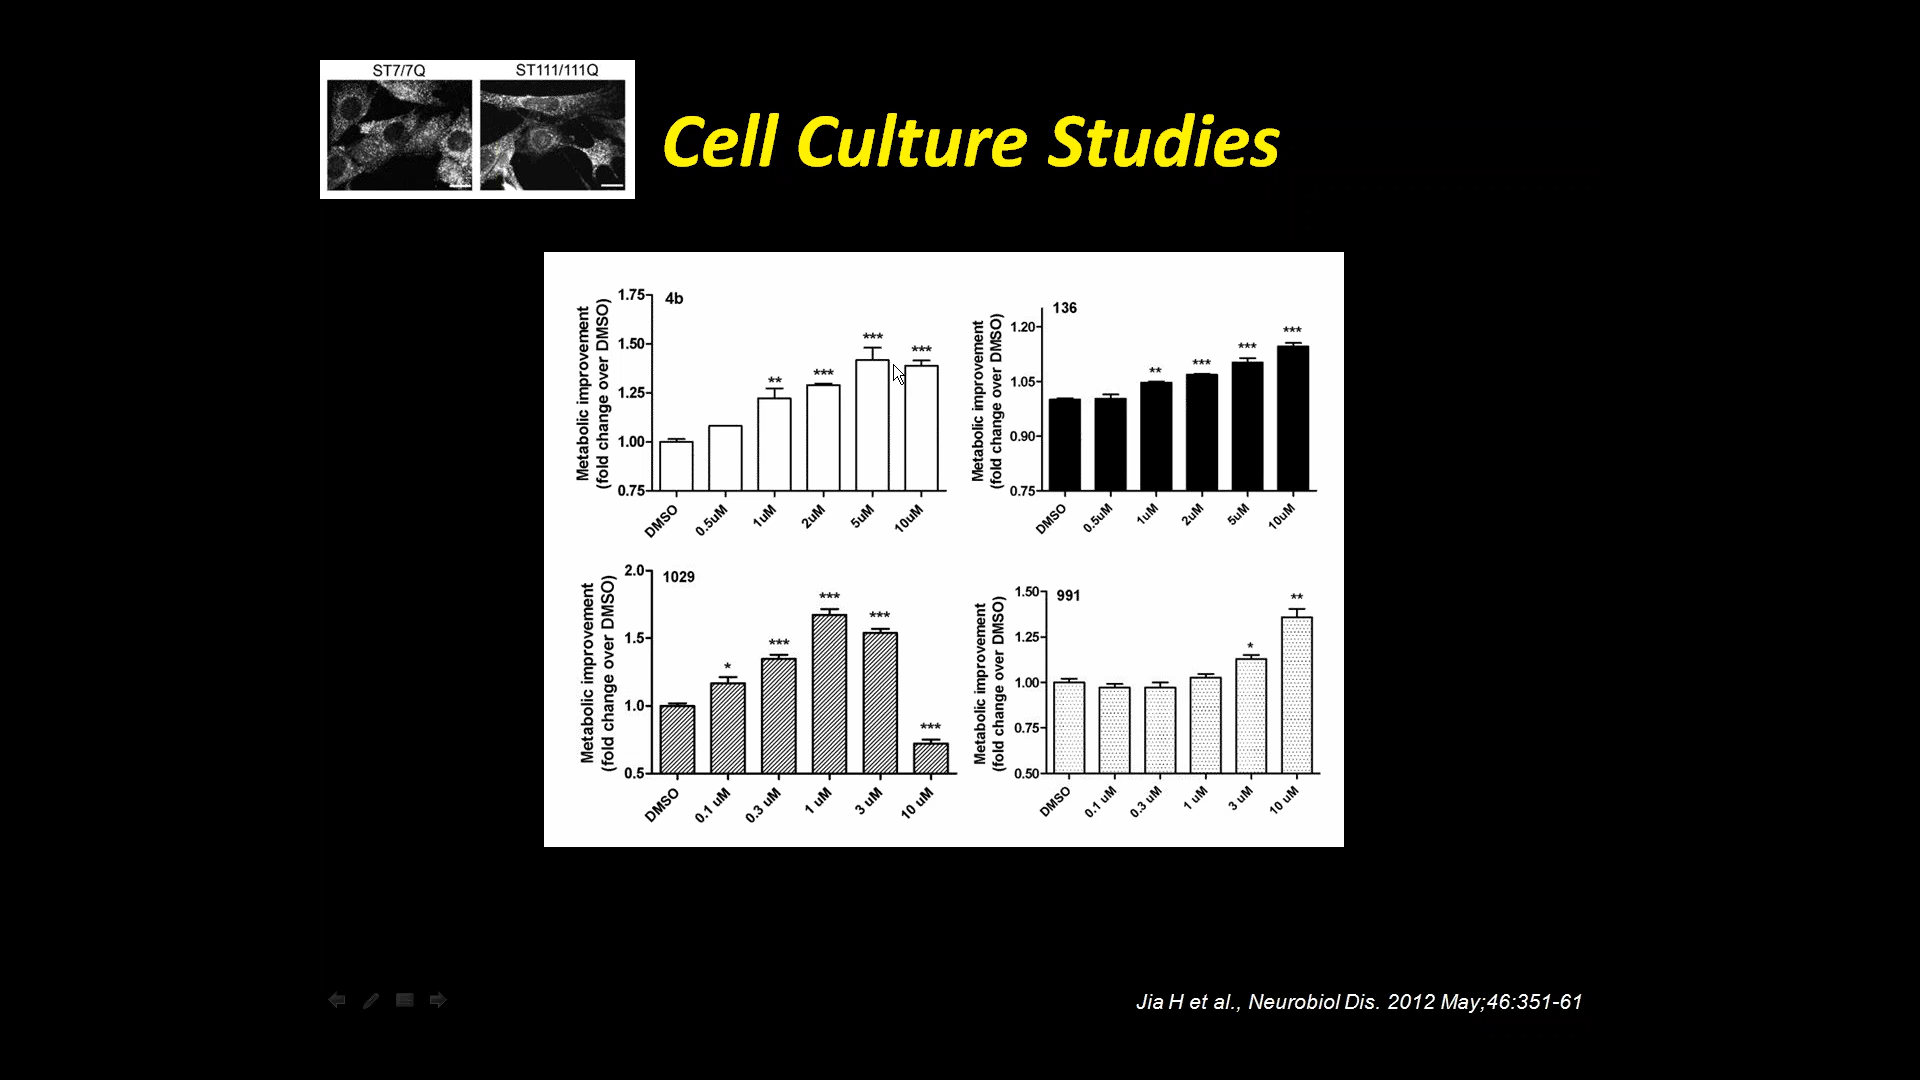 ST7/7Q
ST111/111Q
Cell Culture Studies
4b
Metabolic improvement
(fold change over DMSO)
1.75
1.50
1.25
1.00
0.75
**
***
***
***
DMSO
0.5uM
1uM
2uM
5uM
10uM
136
Metabolic improvement
(fold change over DMSO)
1.20
1.05
0.90
0.75
**
***
***
***
DMSO
0.5uM
1uM
2uM
5uM
10uM
1029
Metabolic improvement
(fold change over DMSO)
2.0
1.5
1.0
0.5
*
***
***
***
***
DMSO
0.1 uM
0.3 uM
1 uM
3 uM
10 uM
991
Metabolic improvement
(fold change over DMSO)
1.50
1.25
1.00
0.75
0.50
*
**
DMSO
0.1 uM
0.3 uM
1 uM
3 uM
10 uM
Jia H et al., Neurobiol Dis. 2012 May;46:351-61